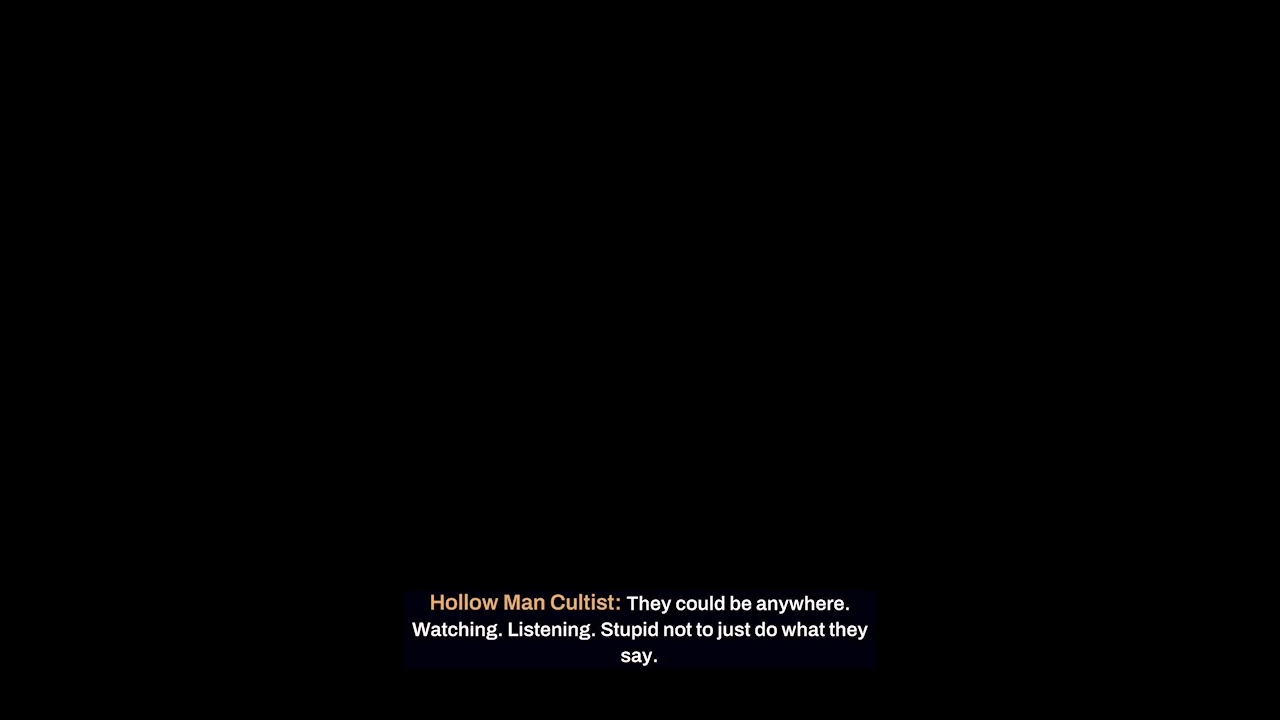 Hollow Man Cultist: They could be anywhere.
Watching. Listening. Stupid not to just do what they
say.